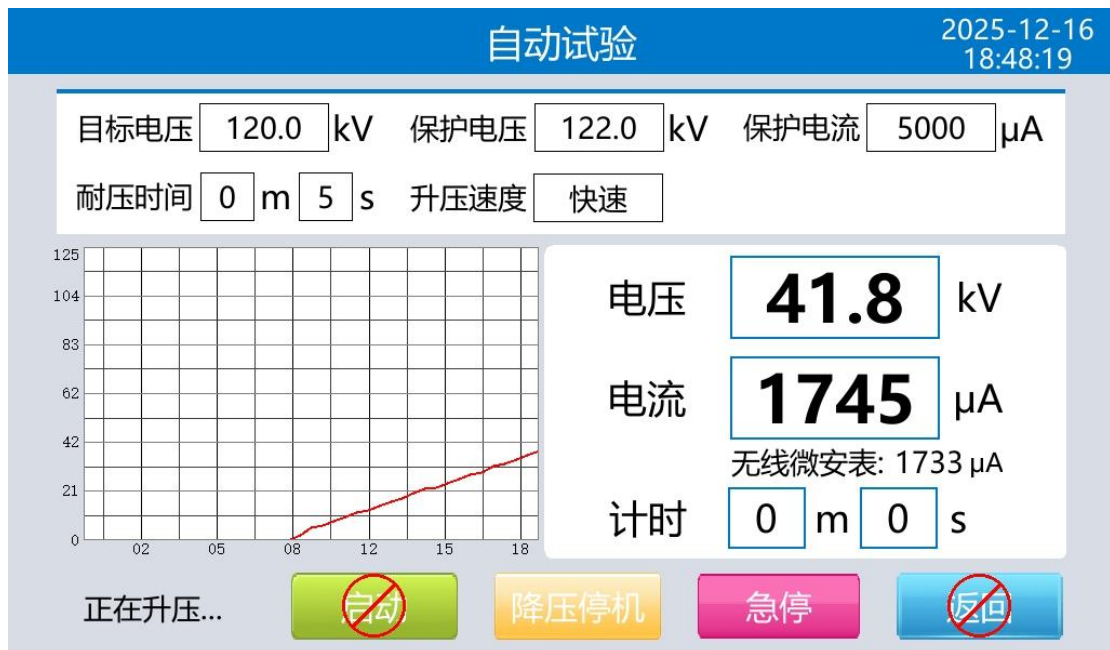 自动试验
2025-12-16
18:48:19
目标电压 120.0 kV 保护电压 122.0 kV 保护电流 5000 μA
耐压时间 0 m 5 s 升压速度 快速
125
104
83
62
42
21
0
02 05 08 12 15 18
电压 41.8 kV
电流 1745 μA
无线微安表: 1733 μA
计时 0 m 0 s
正在升压... 启动 降压停机 急停 返回